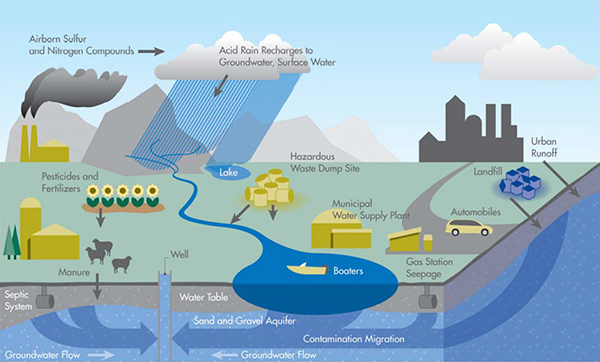 Airborn Sulfur
and Nitrogen Compounds
Acid Rain Recharges to
Groundwater, Surface Water
Urban
Runoff
Hazardous
Waste Dump Site
Landfill
Lake
Pesticides and
Fertilizers
Municipal
Water Supply Plant
Automobiles
Well
Boaters
Gas Station
Seepage
Manure
Septic
System
Water Table
Sand and Gravel Aquifer
Contamination Migration
Groundwater Flow
Groundwater Flow